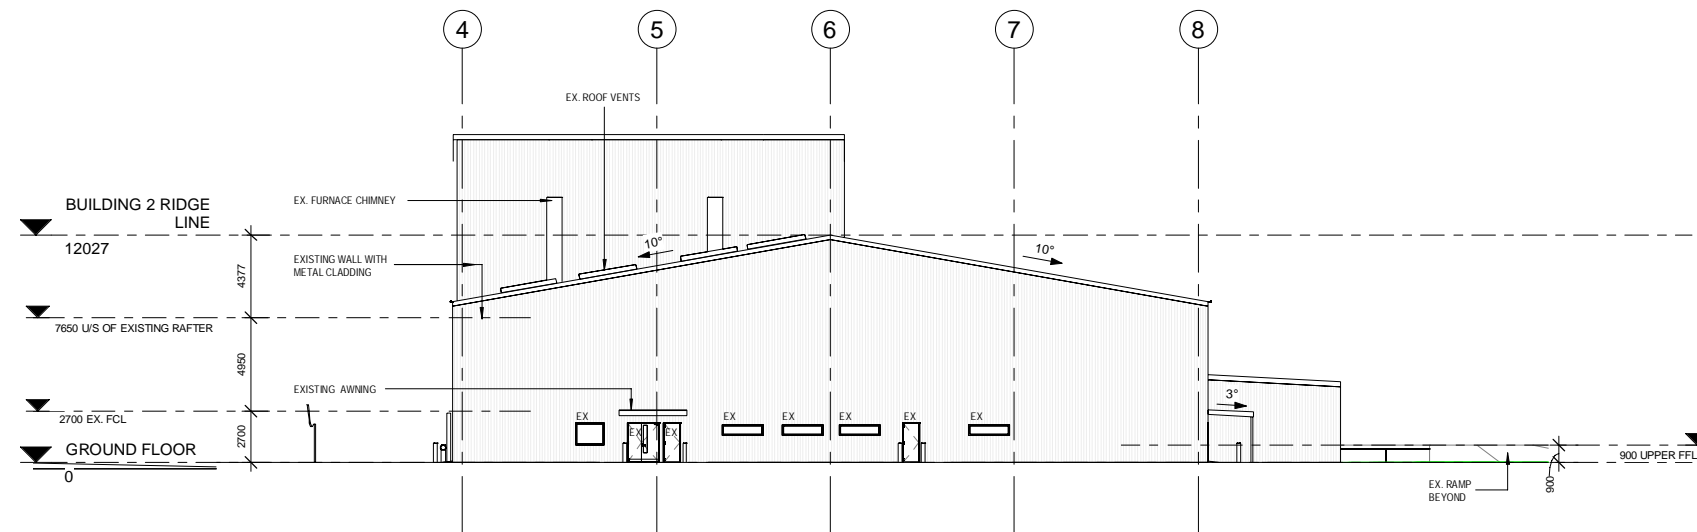 4
5
6
7
8
EX. ROOF VENTS
EX. FURNACE CHIMNEY
BUILDING 2 RIDGE
LINE
12027
10°
10°
EXISTING WALL WITH
METAL CLADDING
4377
7650 U/S OF EXISTING RAFTER
4950
EXISTING AWNING
3°
2700 EX. FCL
EX
EX
EX
EX
EX
EX
EX
EX
2700
GROUND FLOOR
0
900 UPPER FFL
900
EX. RAMP
BEYOND